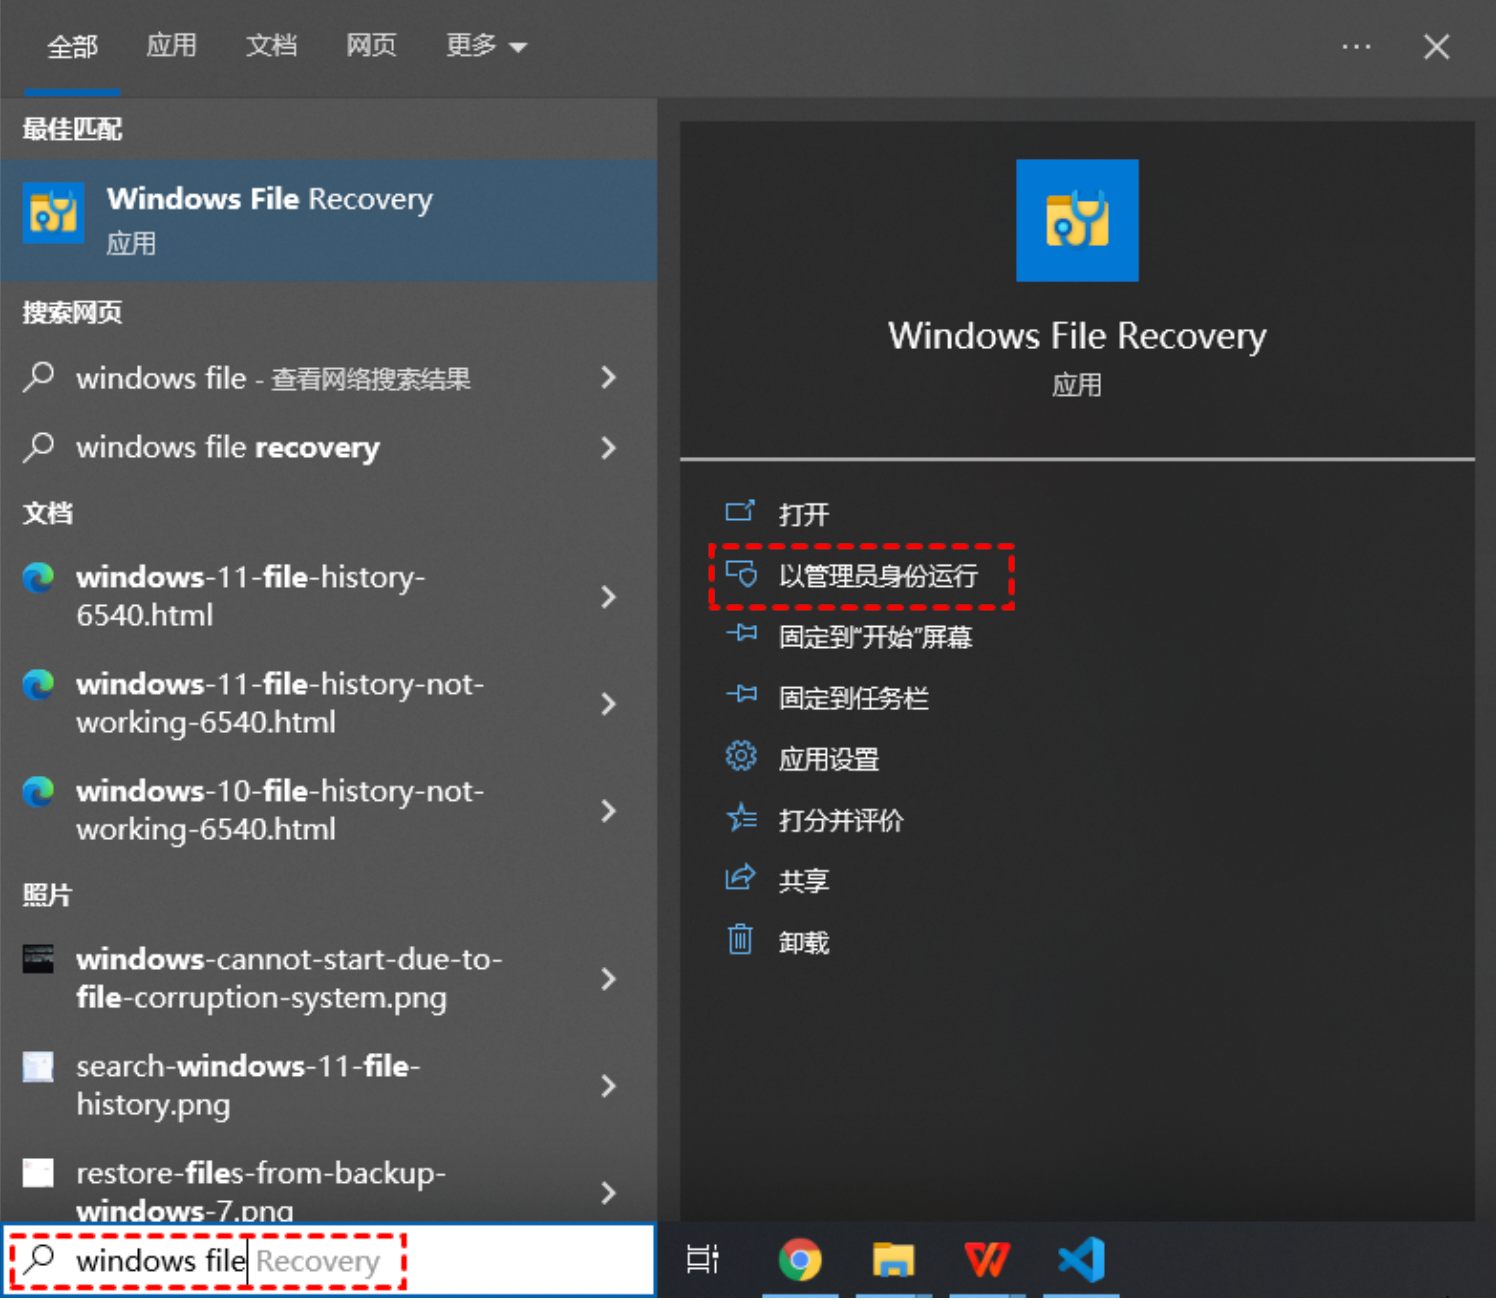 全部 应用 文档 网页 更多
最佳匹配
Windows File Recovery
应用
搜索网页
windows file - 查看网络搜索结果
windows file recovery
文档
windows-11-file-history-
6540.html
windows-11-file-history-not-
working-6540.html
windows-10-file-history-not-
working-6540.html
照片
windows-cannot-start-due-to-
file-corruption-system.png
search-windows-11-file-
history.png
restore-files-from-backup-
windows-7.png
windows file Recovery
Windows File Recovery
应用
打开
以管理员身份运行
固定到“开始”屏幕
固定到任务栏
应用设置
打分并评价
共享
卸载